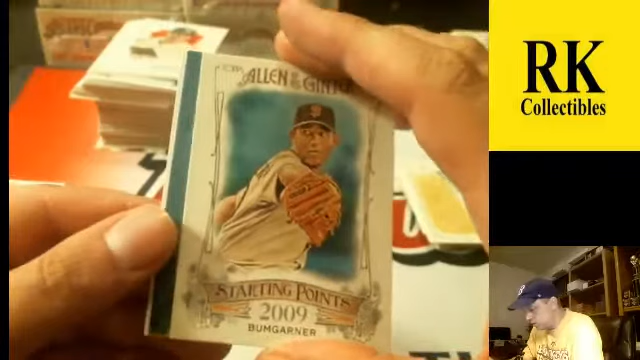 ALLEN & GINTER
STARTING POINTS
2009
BUMGARNER
RK
Collectibles